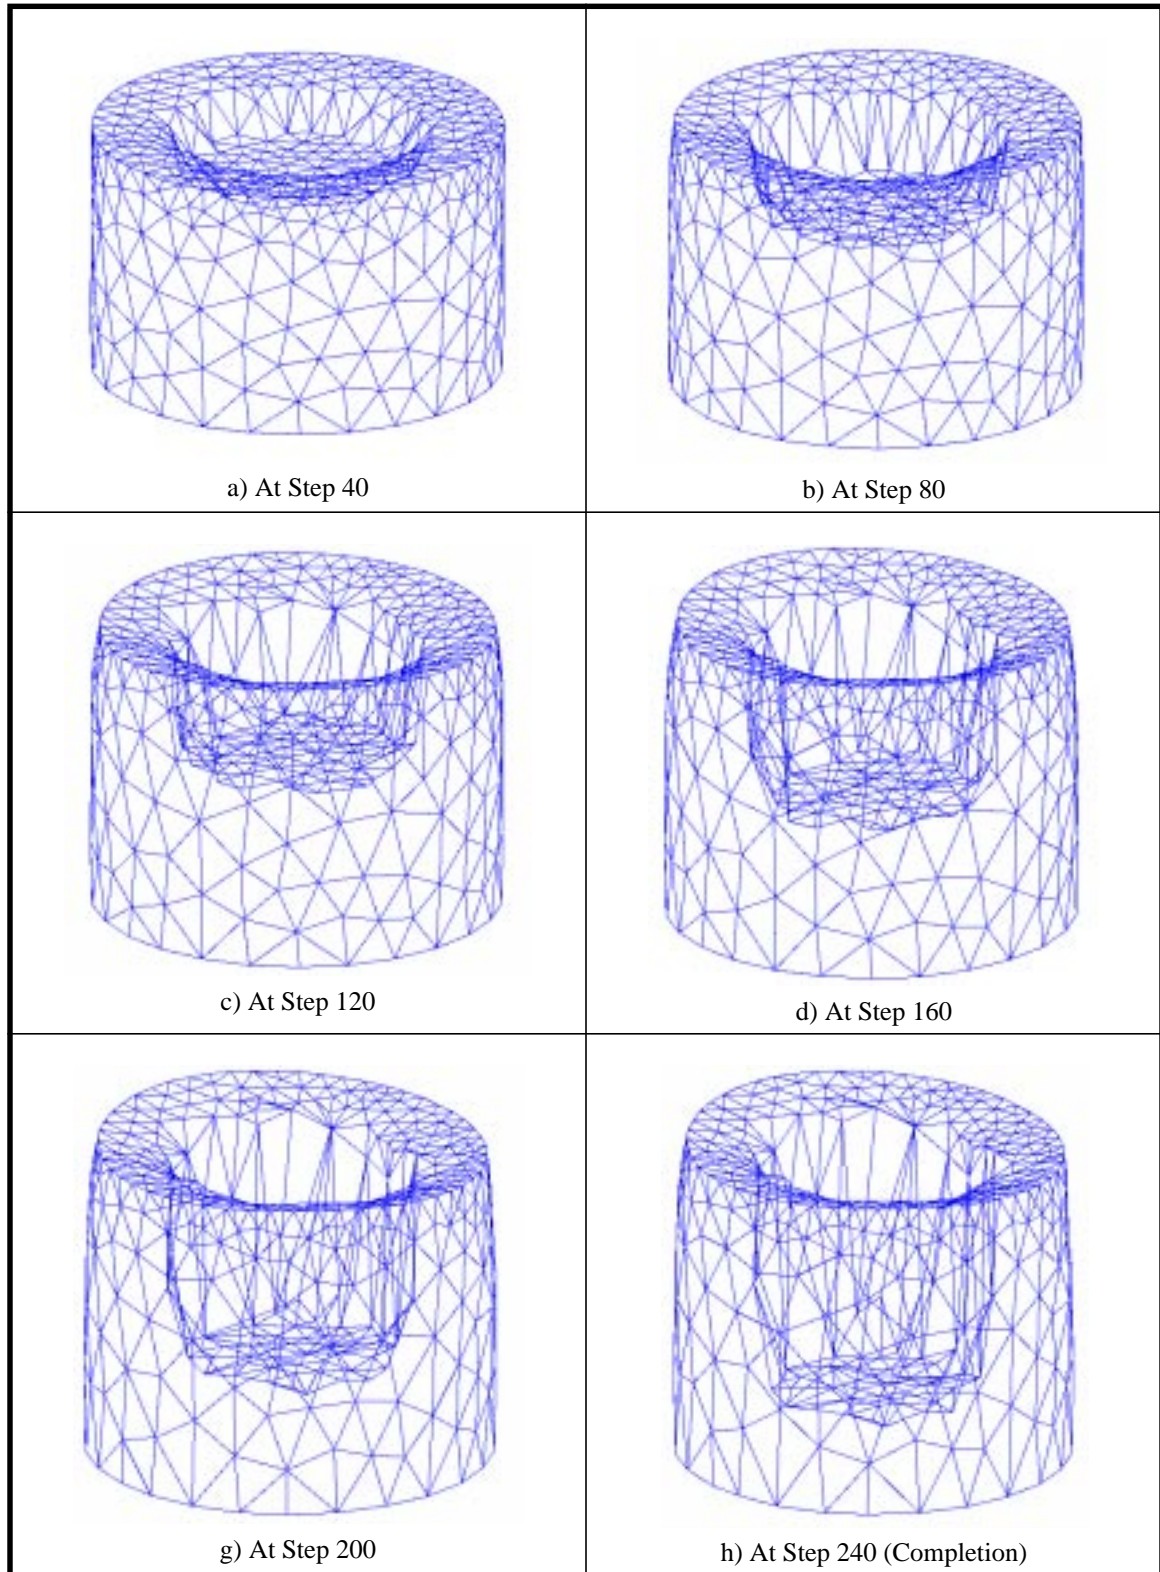 a) At Step 40
b) At Step 80
c) At Step 120
d) At Step 160
g) At Step 200
h) At Step 240 (Completion)